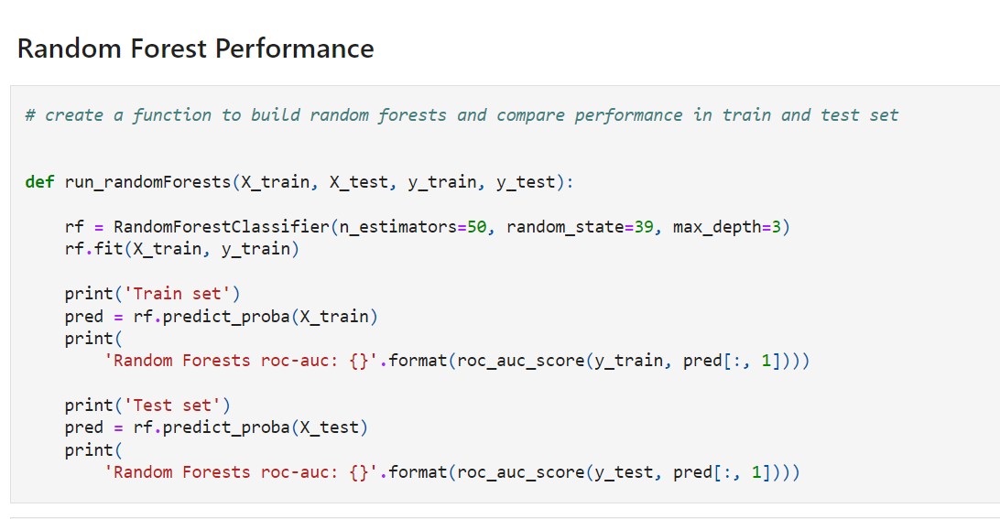 Random Forest Performance
# create a function to build random forests and compare performance in train and test set
def run_randomForests(X_train, X_test, y_train, y_test):
rf = RandomForestClassifier(n_estimators=50, random_state=39, max_depth=3)
rf.fit(X_train, y_train)
print('Train set')
pred = rf.predict_proba(X_train)
print(
'Random Forests roc-auc: {}'.format(roc_auc_score(y_train, pred[:, 1])))
print('Test set')
pred = rf.predict_proba(X_test)
print(
'Random Forests roc-auc: {}'.format(roc_auc_score(y_test, pred[:, 1])))